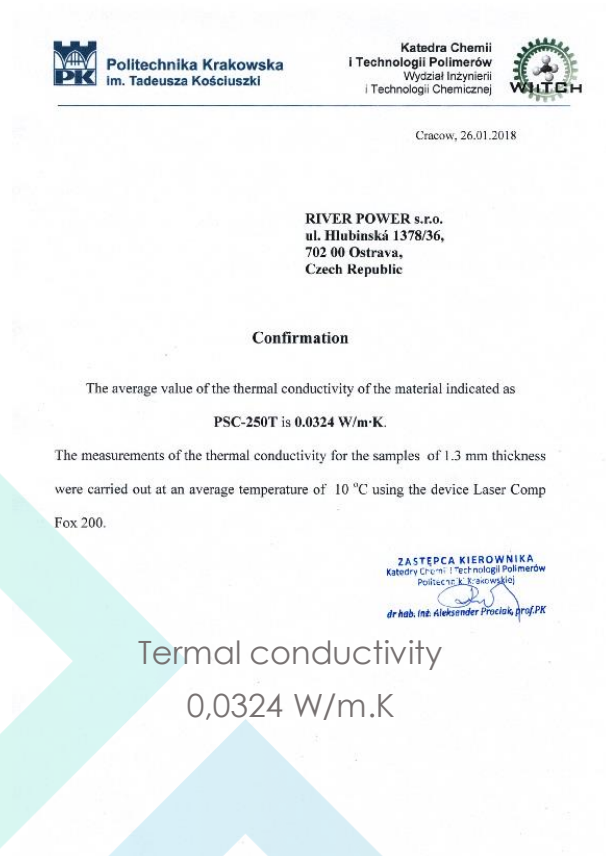 PK
Politechnika Krakowska
im. Tadeusza Kościuszki
Katedra Chemii
i Technologii Polimerów
Wydział Inżynierii
i Technologii Chemicznej
WIiTCH
Cracow, 26.01.2018
RIVER POWER s.r.o.
ul. Hlubinská 1378/36,
702 00 Ostrava,
Czech Republic
Confirmation
The average value of the thermal conductivity of the material indicated as
PSC-250T is 0.0324 W/m·K.
The measurements of the thermal conductivity for the samples of 1.3 mm thickness
were carried out at an average temperature of 10 °C using the device Laser Comp
Fox 200.
ZASTĘPCA KIEROWNIKA
Katedry Chemii i Technologii Polimerów
Politechniki Krakowskiej
dr hab. inż. Aleksander Prociak, prof.PK
Termal conductivity
0,0324 W/m.K